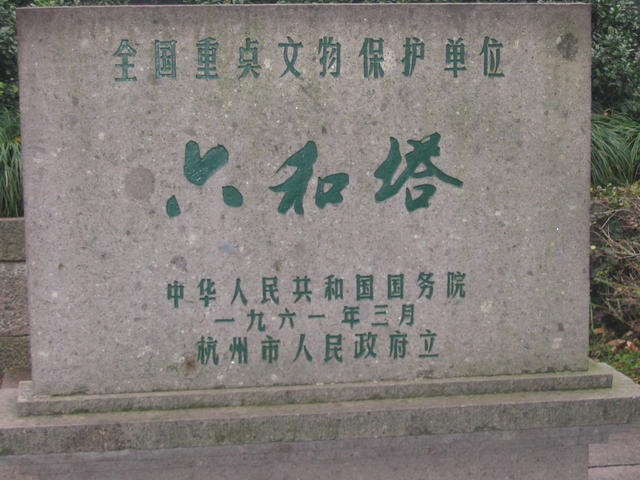 全国重点文物保护单位
六和塔
中华人民共和国国务院
一九六一年三月
杭州市人民政府立